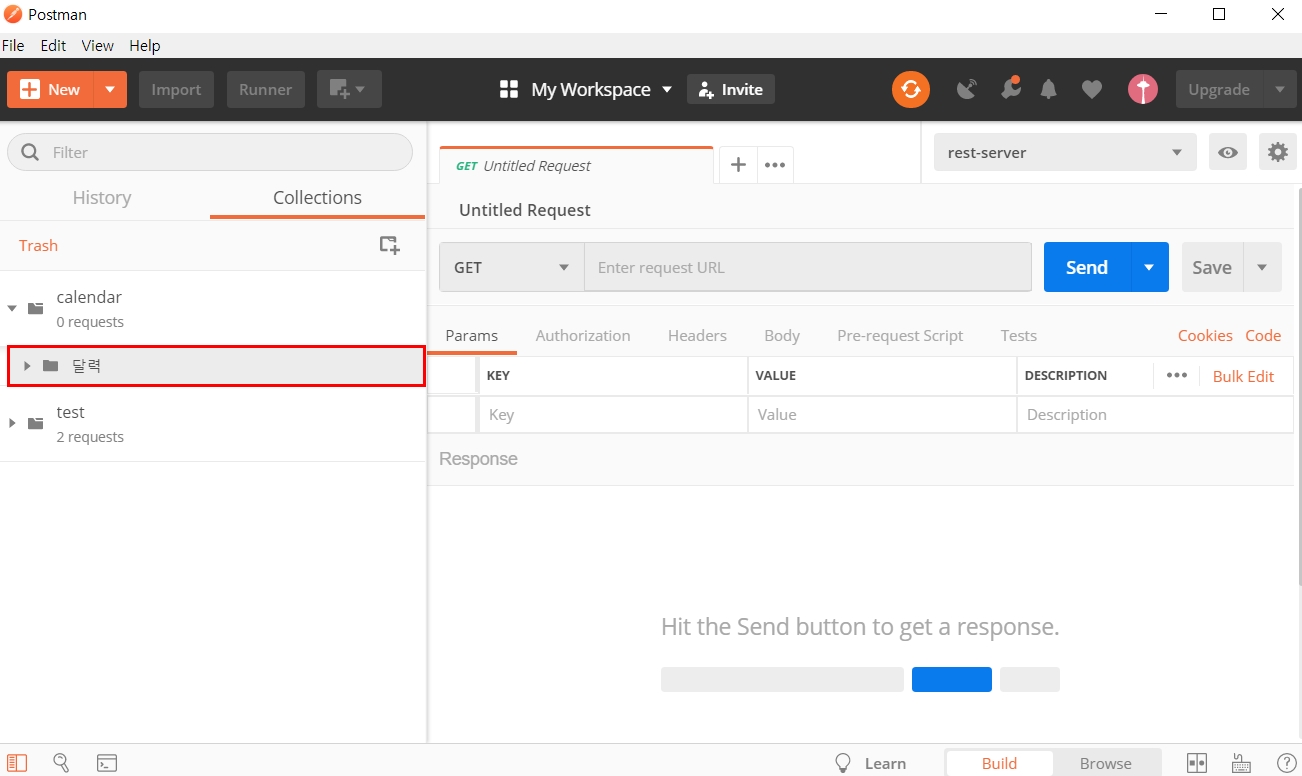 Postman
File Edit View Help
New Import Runner My Workspace Invite Upgrade
Filter
History Collections
Trash
calendar
0 requests
달력
test
2 requests
GET Untitled Request
rest-server
Untitled Request
GET Enter request URL Send Save
Params Authorization Headers Body Pre-request Script Tests Cookies Code
KEY VALUE DESCRIPTION Bulk Edit
Key Value Description
Response
Hit the Send button to get a response.
Learn Build Browse